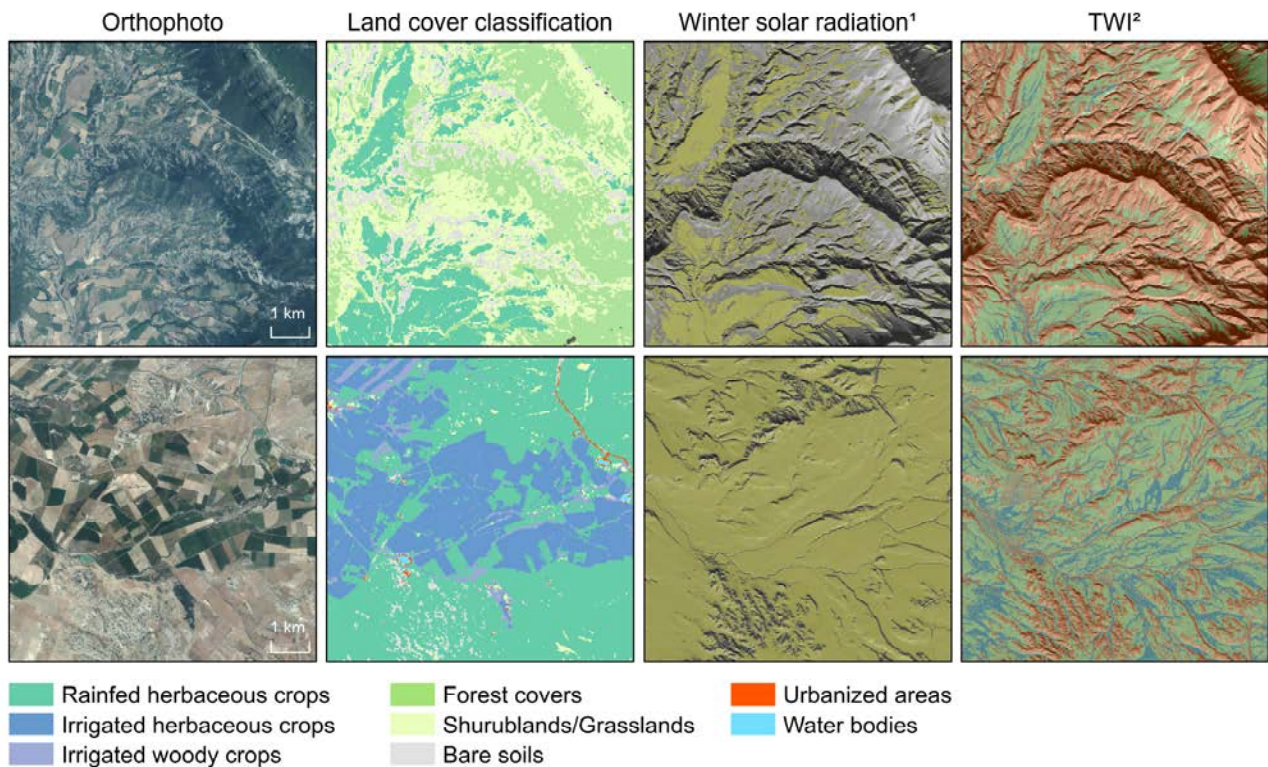 Orthophoto Land cover classification Winter solar radiation¹ TWI²
1 km
1 km
Rainfed herbaceous crops Forest covers Urbanized areas
Irrigated herbaceous crops Shurublands/Grasslands Water bodies
Irrigated woody crops Bare soils